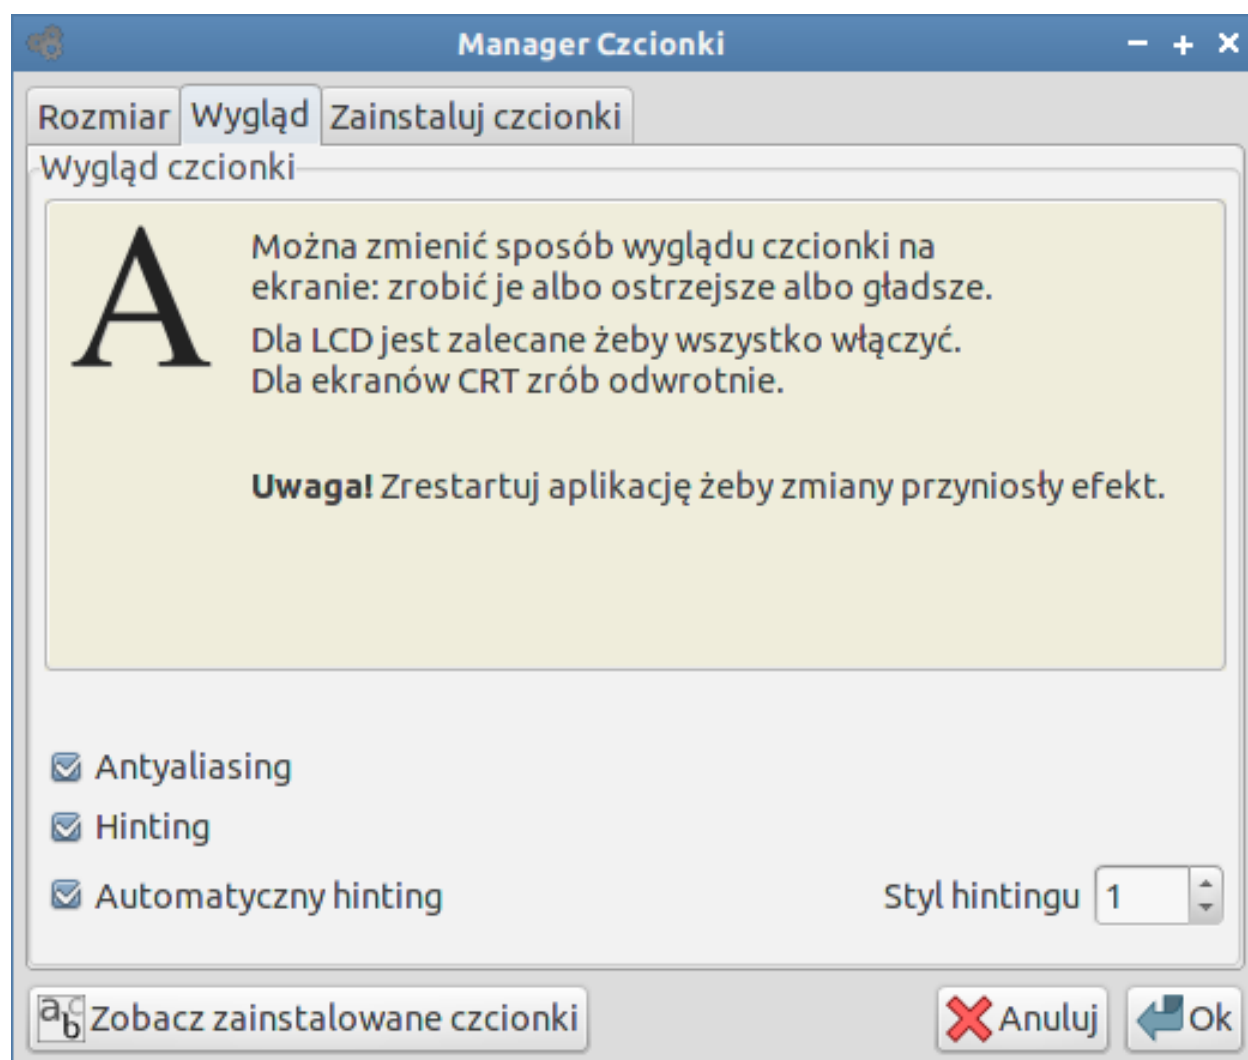 Manager Czcionki
Rozmiar Wygląd Zainstaluj czcionki
Wygląd czcionki
A
Można zmienić sposób wyglądu czcionki na
ekranie: zrobić je albo ostrzejsze albo gładsze.
Dla LCD jest zalecane żeby wszystko włączyć.
Dla ekranów CRT zrób odwrotnie.
Uwaga! Zrestartuj aplikację żeby zmiany przyniosły efekt.
Antyaliasing
Hinting
Automatyczny hinting Styl hintingu 1
abc Zobacz zainstalowane czcionki Anuluj Ok